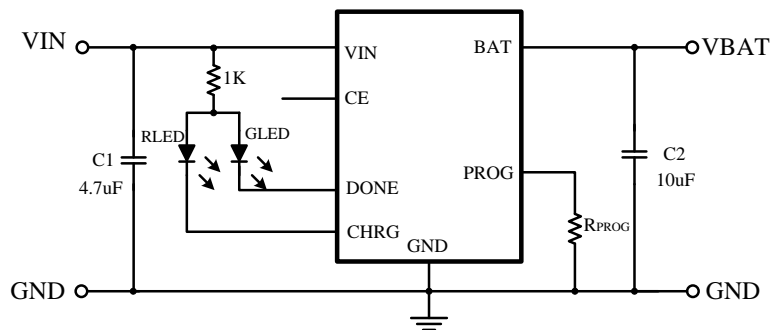 VIN
VIN
BAT
VBAT
1K
CE
RLED
GLED
C1
4.7uF
C2
10uF
PROG
DONE
RPROG
CHRG
GND
GND
GND